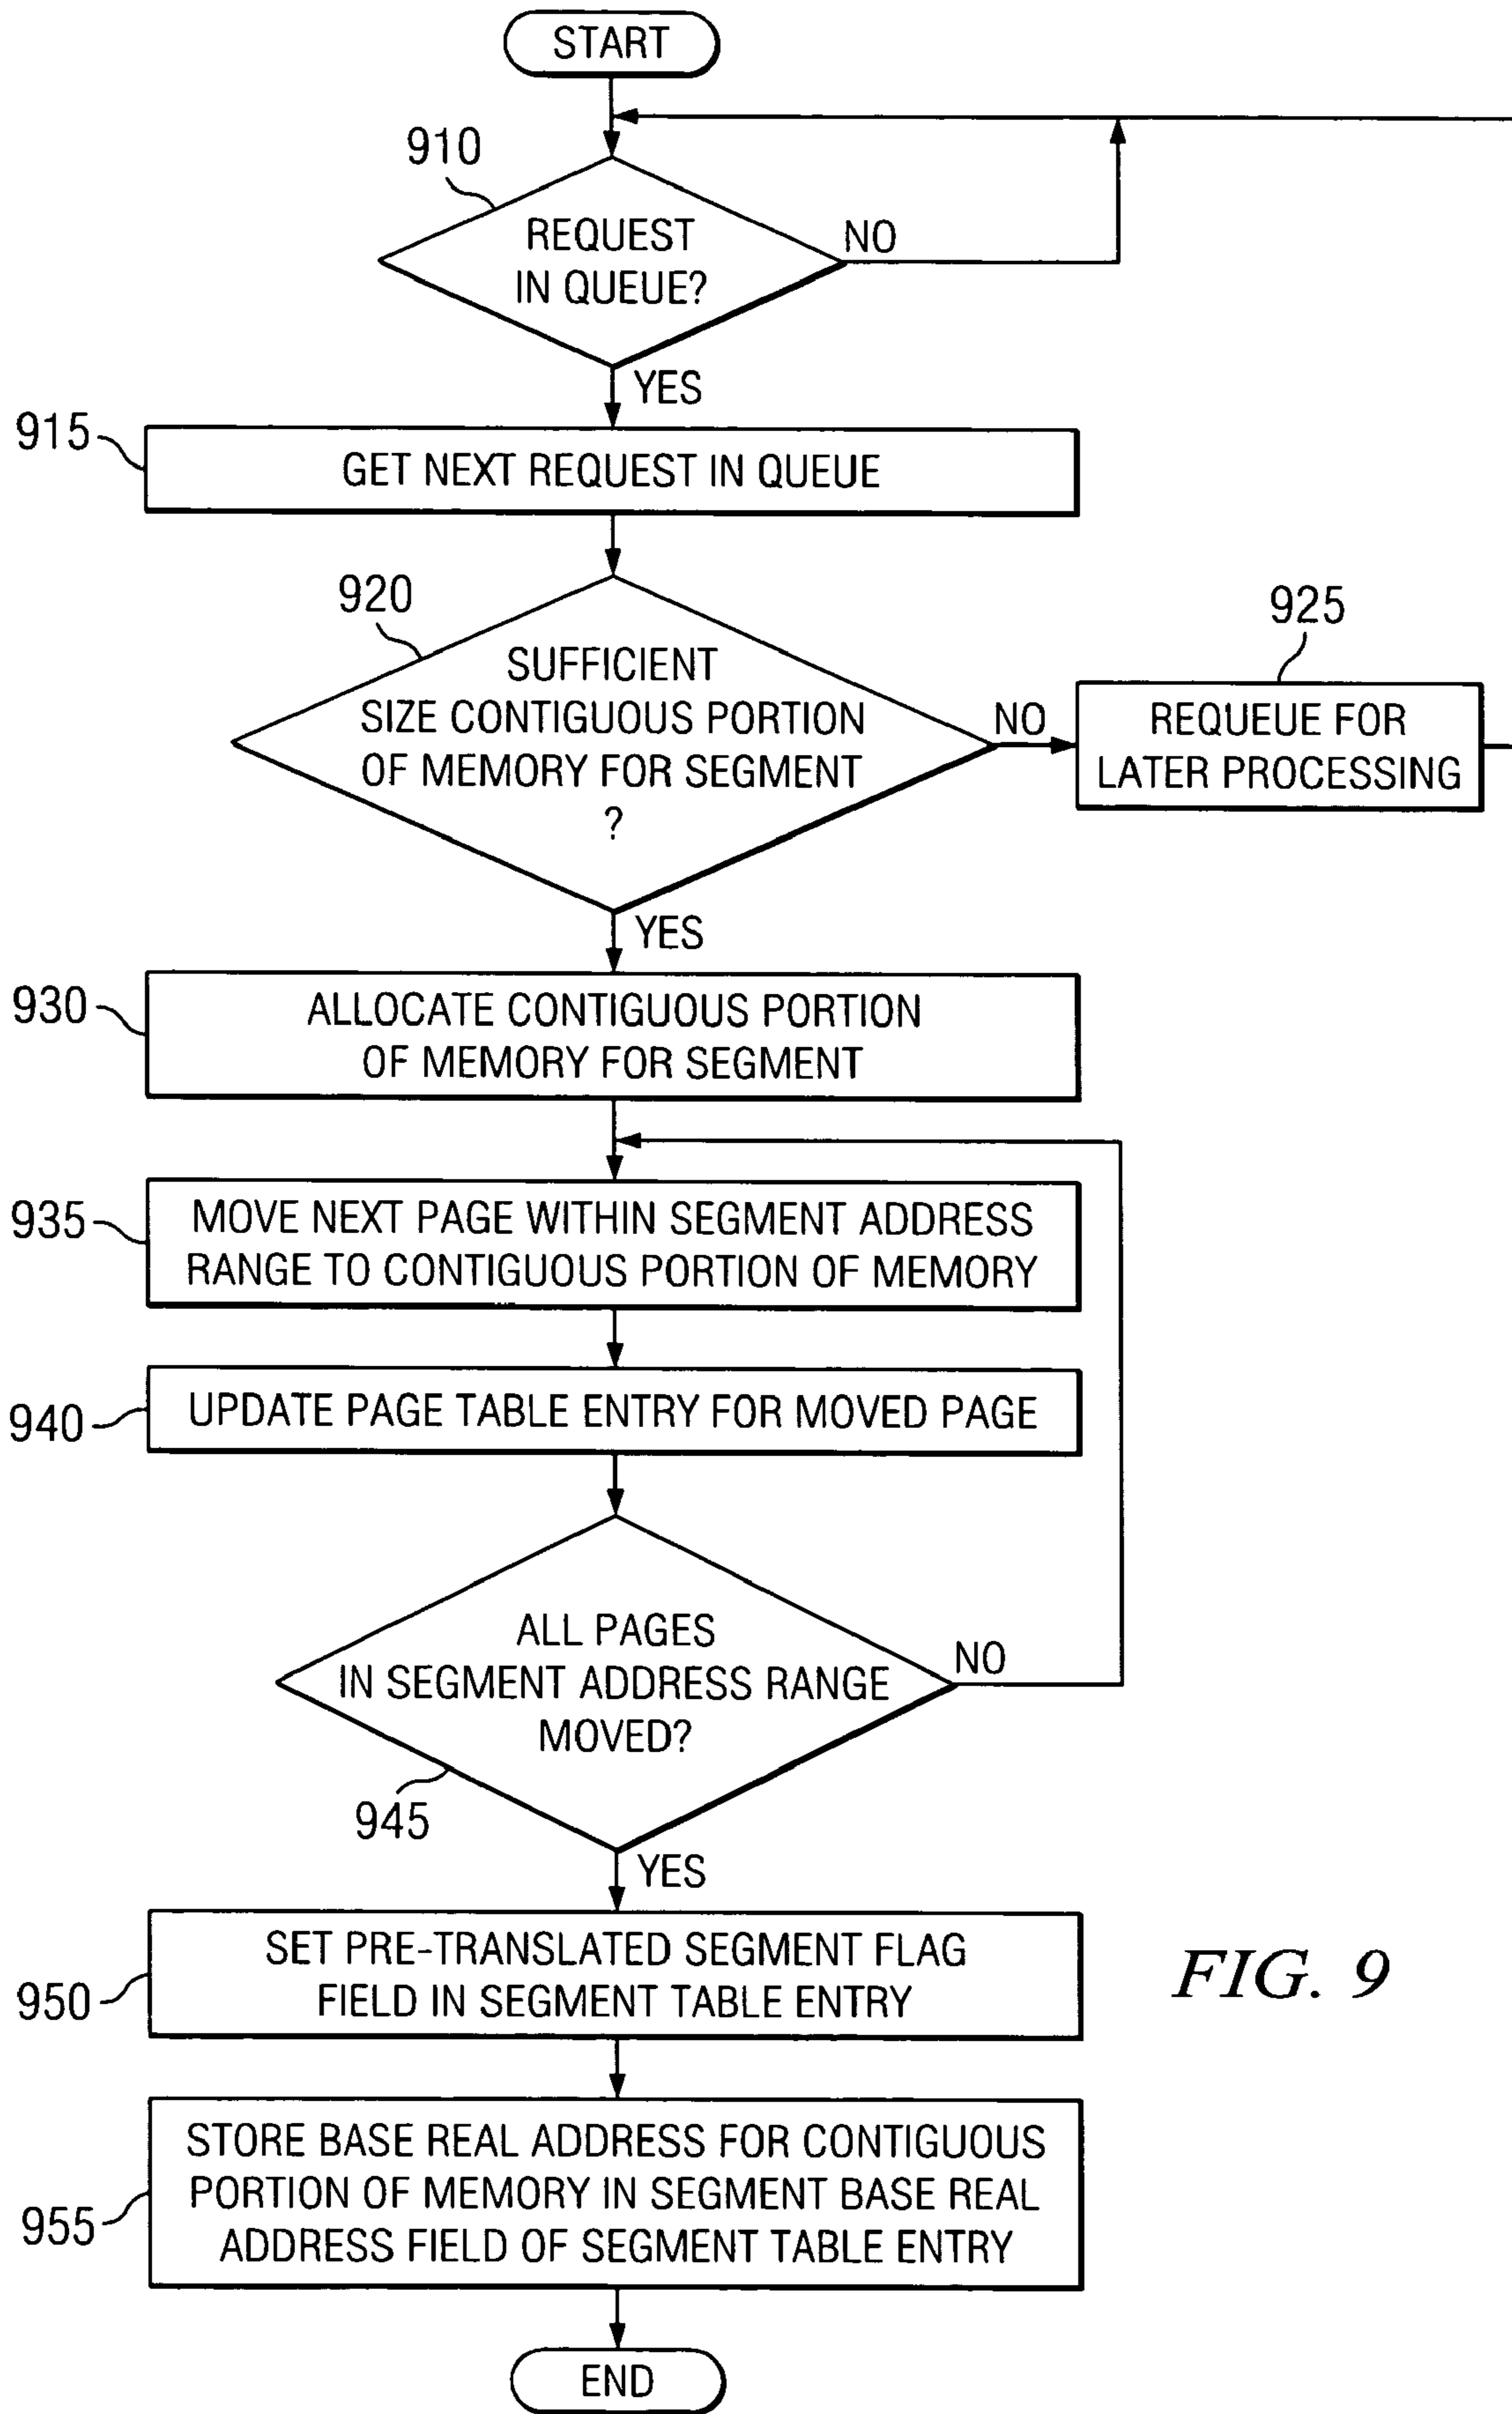 START
910
REQUEST
IN QUEUE?
NO
YES
915
GET NEXT REQUEST IN QUEUE
920
SUFFICIENT
SIZE CONTIGUOUS PORTION
OF MEMORY FOR SEGMENT
?
NO
925
REQUEUE FOR
LATER PROCESSING
YES
930
ALLOCATE CONTIGUOUS PORTION
OF MEMORY FOR SEGMENT
935
MOVE NEXT PAGE WITHIN SEGMENT ADDRESS
RANGE TO CONTIGUOUS PORTION OF MEMORY
940
UPDATE PAGE TABLE ENTRY FOR MOVED PAGE
ALL PAGES
IN SEGMENT ADDRESS RANGE
MOVED?
NO
945
YES
950
SET PRE-TRANSLATED SEGMENT FLAG
FIELD IN SEGMENT TABLE ENTRY
FIG. 9
955
STORE BASE REAL ADDRESS FOR CONTIGUOUS
PORTION OF MEMORY IN SEGMENT BASE REAL
ADDRESS FIELD OF SEGMENT TABLE ENTRY
END